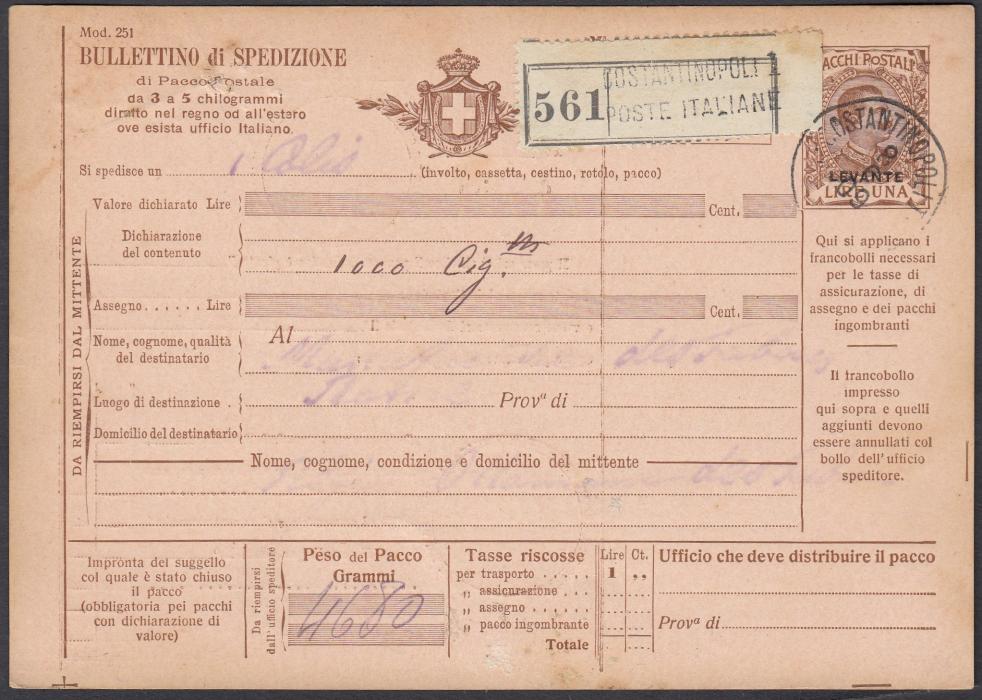 Mod. 251
BULLETTINO di SPEDIZIONE
di Pacco Postale
da 3 a 5 chilogrammi
diretto nel regno od all'estero
ove esista ufficio Italiano.
561
COSTANTINOPOLI 1
POSTE ITALIANE
PACCHI POSTALI
LEVANTE
LIRE UNA
COSTANTINOPOLI
Si spedisce un 1 Colis (involto, cassetta, cestino, rotolo, pacco)
DA RIEMPIRSI DAL MITTENTE
Valore dichiarato Lire Cent.
Dichiarazione
del contenuto
1000 Cig.
Assegno...... Lire Cent.
Nome, cognome, qualità
del destinatario
Al
Luogo di destinazione . Provª di
Domicilio del destinatario
Nome, cognome, condizione e domicilio del mittente
Qui si applicano i
francobolli necessari
per le tasse di
assicurazione, di
assegno e dei pacchi
ingombranti
Il francobollo
impresso
qui sopra e quelli
aggiunti devono
essere annullati col
bollo dell'ufficio
speditore.
Impronta del suggello
col quale è stato chiuso
il pacco
(obbligatoria pei pacchi
con dichiarazione di
valore)
Da riempirsi
dall'ufficio speditore
Peso del Pacco
Grammi
4680
Tasse riscosse Lire Ct.
per trasporto ..... 1 ,,
,, assicurazione ...
,, assegno ......
,, pacco ingombrante
Totale
Ufficio che deve distribuire il pacco
Provª di